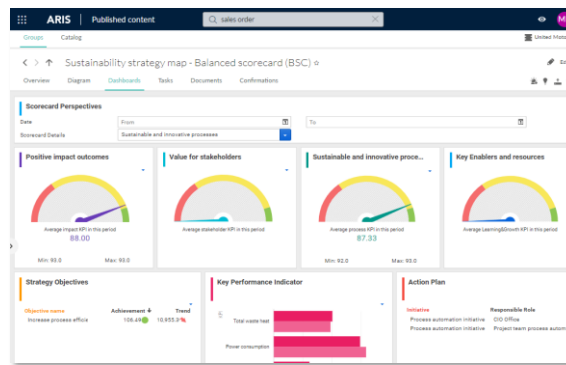 ARIS | Published content
sales order
Groups Catalog
United Moto
Sustainability strategy map - Balanced scorecard (BSC)
Overview Diagram Dashboards Tasks Documents Confirmations
Scorecard Perspectives
Date From To
Scorecard Details Sustainable and innovative processes
Positive impact outcomes
Value for stakeholders
Sustainable and innovative proce...
Key Enablers and resources
Average impact KPI in this period
88.00
Min: 93.0 Max: 93.0
Average stakeholder KPI in this period
Average process KPI in this period
87.33
Min: 92.0 Max: 93.0
Average Learning&Growth KPI in this period
Strategy Objectives
Objective name Achievement Trend
Increase process efficie 106.49 10,955.3%
Key Performance Indicator
Total waste heat
Power consumption
Action Plan
Initiative Responsible Role
Process automation initiative CIO Office
Process automation initiative Project team process autom